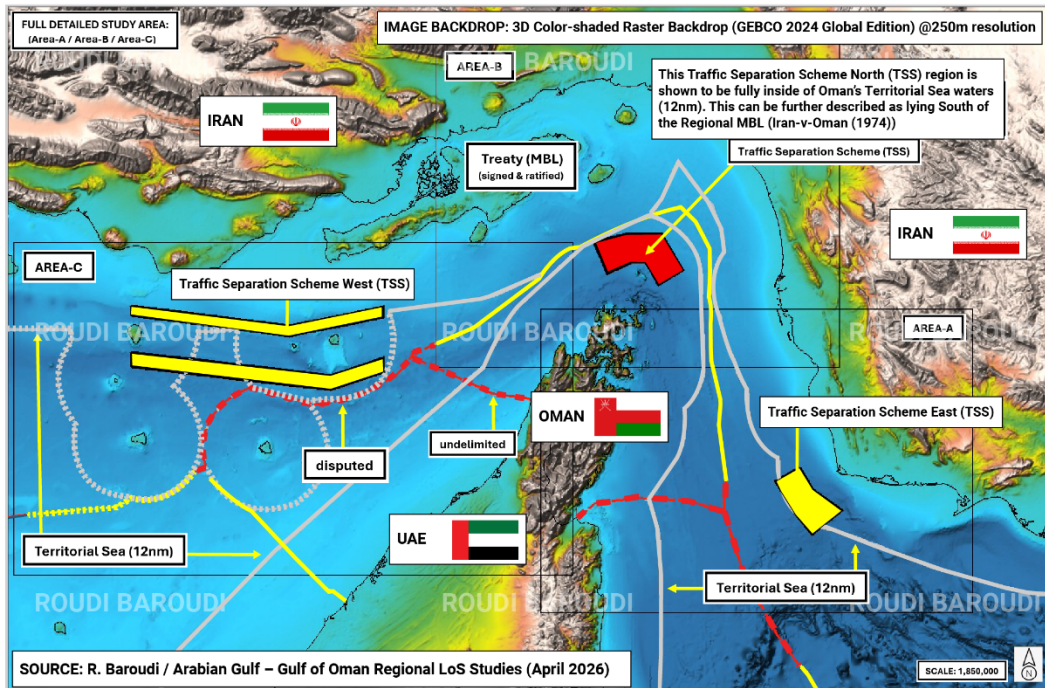 FULL DETAILED STUDY AREA:
(Area-A / Area-B / Area-C)
IMAGE BACKDROP: 3D Color-shaded Raster Backdrop (GEBCO 2024 Global Edition) @250m resolution
ROUDI BAROUDI
ROUDI BAROUDI
ROUDI BAROUDI
AREA-B
This Traffic Separation Scheme North (TSS) region is
shown to be fully inside of Oman's Territorial Sea waters
(12nm). This can be further described as lying South of
the Regional MBL (Iran-v-Oman (1974))
IRAN
Traffic Separation Scheme (TSS)
Treaty (MBL)
(signed & ratified)
IRAN
AREA-C
Traffic Separation Scheme West (TSS)
ROUDI BAROUDI
ROUDI BAROUDI
ROUDI BAROUDI
AREA-A
OMAN
Traffic Separation Scheme East (TSS)
undelimited
disputed
UAE
Territorial Sea (12nm)
Territorial Sea (12nm)
ROUDI BAROUDI
ROUDI BAROUDI
ROUDI BAROUDI
SOURCE: R. Baroudi / Arabian Gulf – Gulf of Oman Regional LoS Studies (April 2026)
SCALE: 1:850,000
N